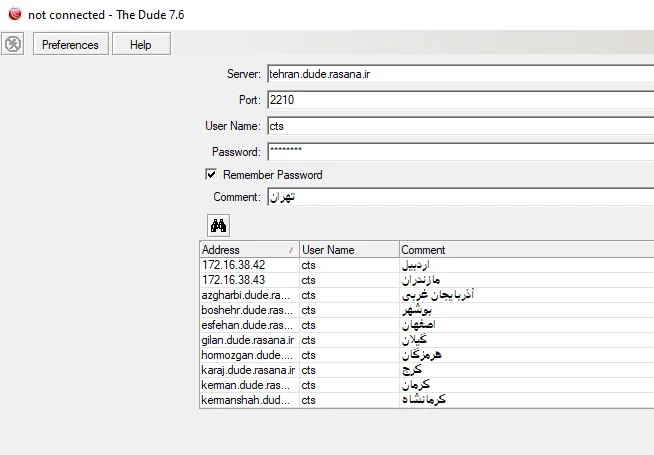 not connected - The Dude 7.6
Preferences Help
Server: tehran.dude.rasana.ir
Port: 2210
User Name: cts
Password: ********
Remember Password
Comment: تهران
Address User Name Comment
172.16.38.42 cts اردبیل
172.16.38.43 cts مازندران
azgharbi.dude.ra... cts آذربایجان غربی
boshehr.dude.ras... cts بوشهر
esfehan.dude.ras... cts اصفهان
gilan.dude.rasana.ir cts گیلان
hormozgan.dude.... cts هرمزگان
karaj.dude.rasana.ir cts کرج
kerman.dude.ras... cts کرمان
kermanshah.dud... cts کرمانشاه